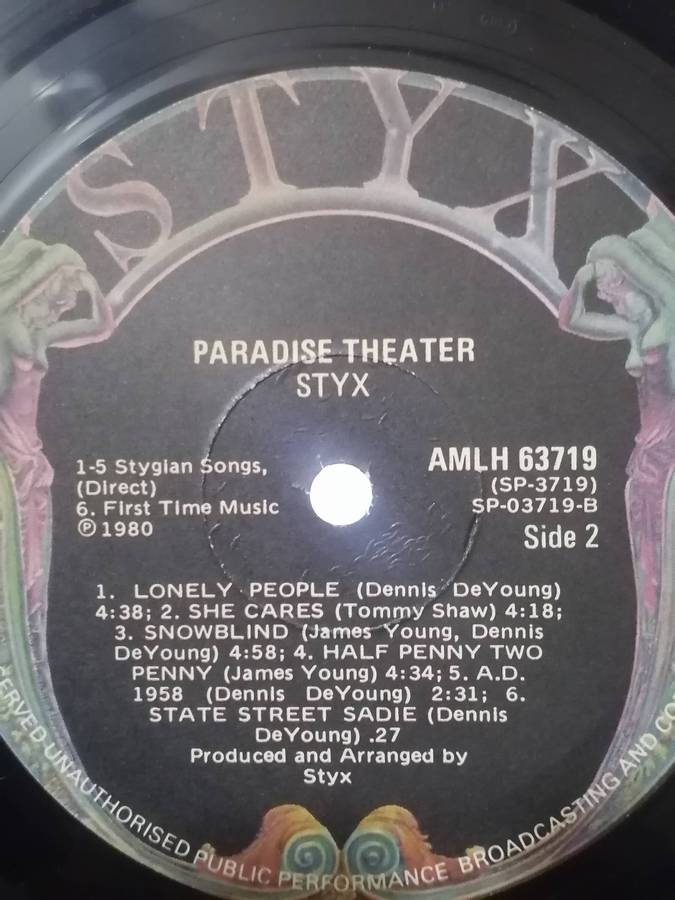 STYX
PARADISE THEATER
STYX
1-5 Stygian Songs,
(Direct)
6. First Time Music
Ⓟ 1980
AMLH 63719
(SP-3719)
SP-03719-B
Side 2
1. LONELY PEOPLE (Dennis DeYoung)
4:38; 2. SHE CARES (Tommy Shaw) 4:18;
3. SNOWBLIND (James Young, Dennis
DeYoung) 4:58; 4. HALF PENNY TWO
PENNY (James Young) 4:34; 5. A.D.
1958 (Dennis DeYoung) 2:31; 6.
STATE STREET SADIE (Dennis
DeYoung) .27
Produced and Arranged by
Styx
UNAUTHORISED PUBLIC PERFORMANCE BROADCASTING AND